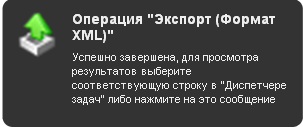 Операция "Экспорт (Формат
XML)"
Успешно завершена, для просмотра
результатов выберите
соответствующую строку в "Диспетчере
задач" либо нажмите на это сообщение